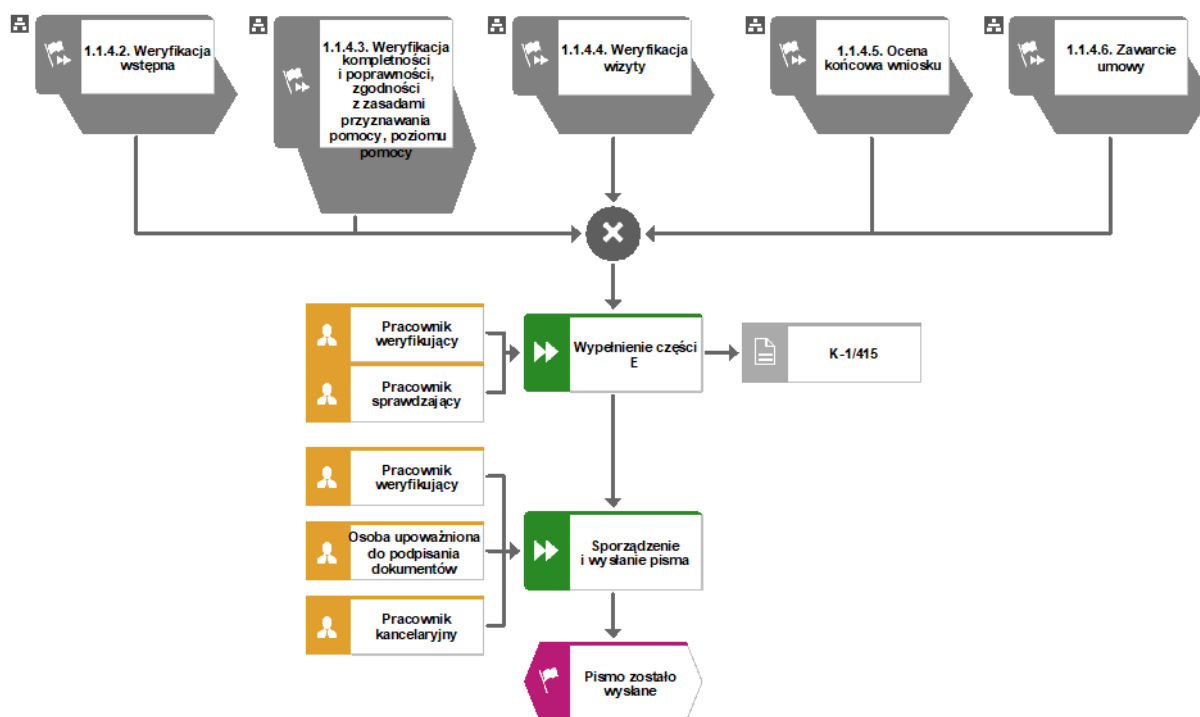 1.1.4.2. Weryfikacja
wstępna
1.1.4.3. Weryfikacja
kompletności
i poprawności,
zgodności
z zasadami
przyznawania
pomocy, poziomu
pomocy
1.1.4.4. Weryfikacja
wizyty
1.1.4.5. Ocena
końcowa wniosku
1.1.4.6. Zawarcie
umowy
Pracownik
weryfikujący
Pracownik
sprawdzający
Wypełnienie części
E
K-1/415
Pracownik
weryfikujący
Osoba upoważniona
do podpisania
dokumentów
Pracownik
kancelaryjny
Sporządzenie
i wysłanie pisma
Pismo zostało
wysłane